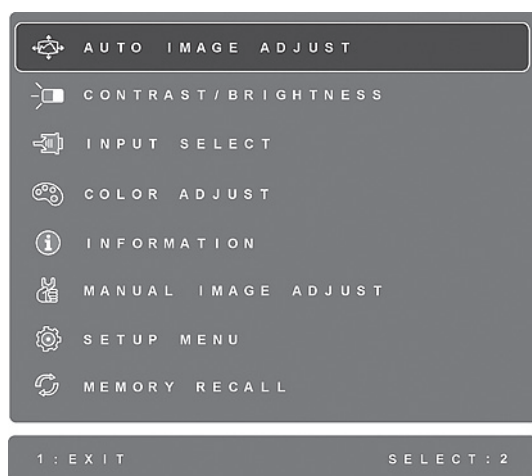 AUTO IMAGE ADJUST
CONTRAST/BRIGHTNESS
INPUT SELECT
COLOR ADJUST
INFORMATION
MANUAL IMAGE ADJUST
SETUP MENU
MEMORY RECALL
1:EXIT SELECT:2